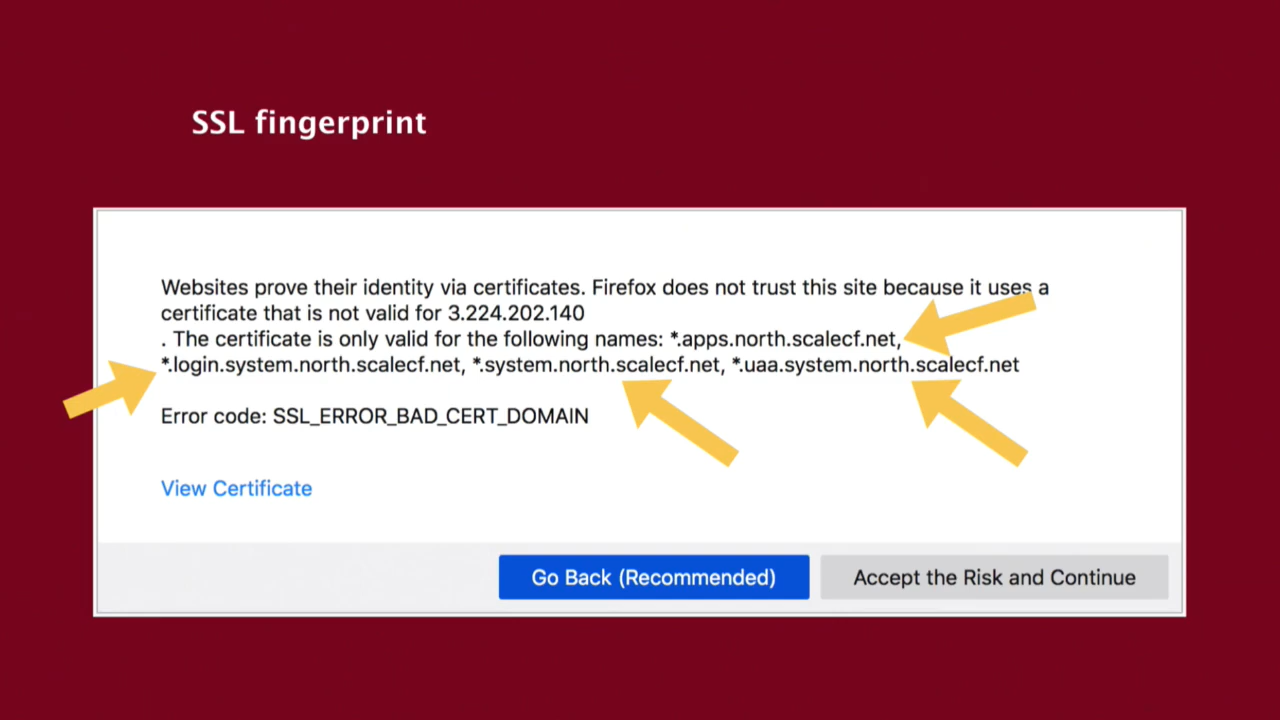 SSL fingerprint
Websites prove their identity via certificates. Firefox does not trust this site because it uses a
certificate that is not valid for 3.224.202.140
. The certificate is only valid for the following names: *.apps.north.scalecf.net,
*.login.system.north.scalecf.net, *.system.north.scalecf.net, *.uaa.system.north.scalecf.net
Error code: SSL_ERROR_BAD_CERT_DOMAIN
View Certificate
Go Back (Recommended)
Accept the Risk and Continue